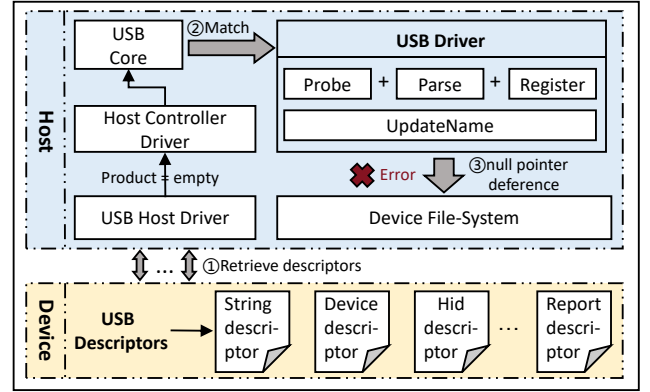 USB
Core
②Match
USB Driver
Probe + Parse + Register
UpdateName
Host
Host Controller
Driver
Product = empty
USB Host Driver
Error
③null pointer
deference
Device File-System
... ①Retrieve descriptors
Device
USB
Descriptors
String
descri-
ptor
Device
descri-
ptor
Hid
descri-
ptor
...
Report
descri-
ptor